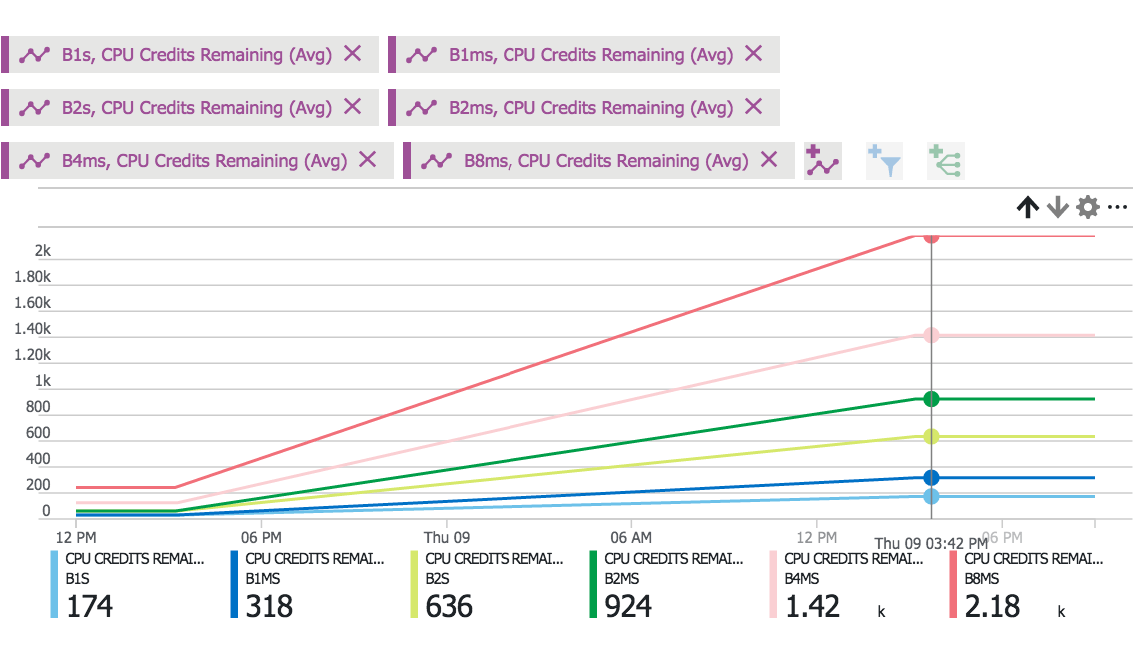 B1s, CPU Credits Remaining (Avg) B1ms, CPU Credits Remaining (Avg)
B2s, CPU Credits Remaining (Avg) B2ms, CPU Credits Remaining (Avg)
B4ms, CPU Credits Remaining (Avg) B8ms, CPU Credits Remaining (Avg)
2k
1.80k
1.60k
1.40k
1.20k
1k
800
600
400
200
0
12 PM 06 PM Thu 09 06 AM 12 PM 06 PM
Thu 09 03:42 PM
CPU CREDITS REMAI... CPU CREDITS REMAI... CPU CREDITS REMAI... CPU CREDITS REMAI... CPU CREDITS REMAI... CPU CREDITS REMAI...
B1S B1MS B2S B2MS B4MS B8MS
174 318 636 924 1.42 k 2.18 k